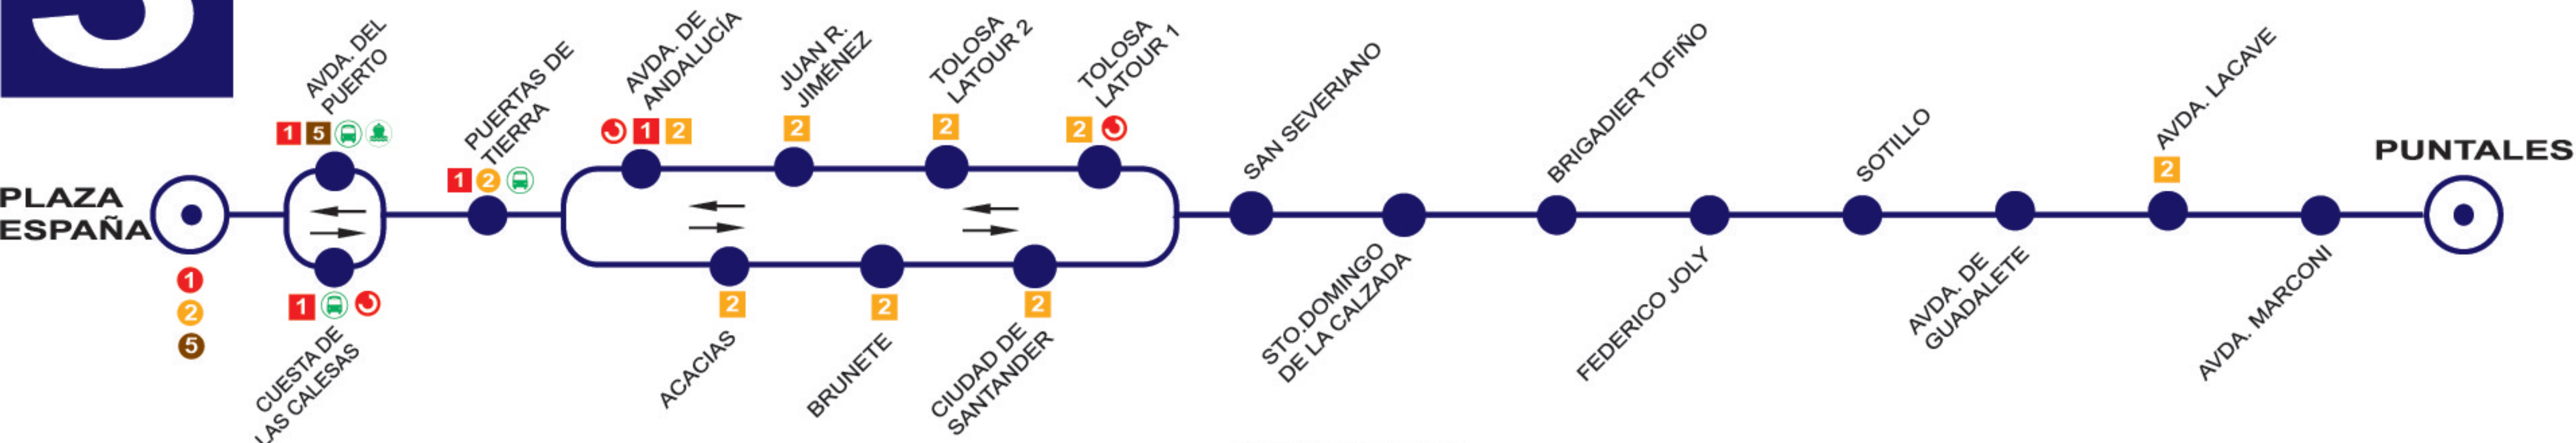 3
AVDA. DEL
PUERTO
1 5
PUERTAS DE
TIERRA
1 2
AVDA. DE
ANDALUCÍA
1 2
JUAN R.
JIMÉNEZ
2
TOLOSA
LATOUR 2
2
TOLOSA
LATOUR 1
2
SAN SEVERIANO
BRIGADIER TOFIÑO
SOTILLO
AVDA. LACAVE
2
PUNTALES
PLAZA
ESPAÑA
1
2
5
1
CUESTA DE
LAS CALESAS
2
ACACIAS
2
BRUNETE
2
CIUDAD DE
SANTANDER
STO.DOMINGO
DE LA CALZADA
FEDERICO JOLY
AVDA. DE
GUADALETE
AVDA. MARCONI